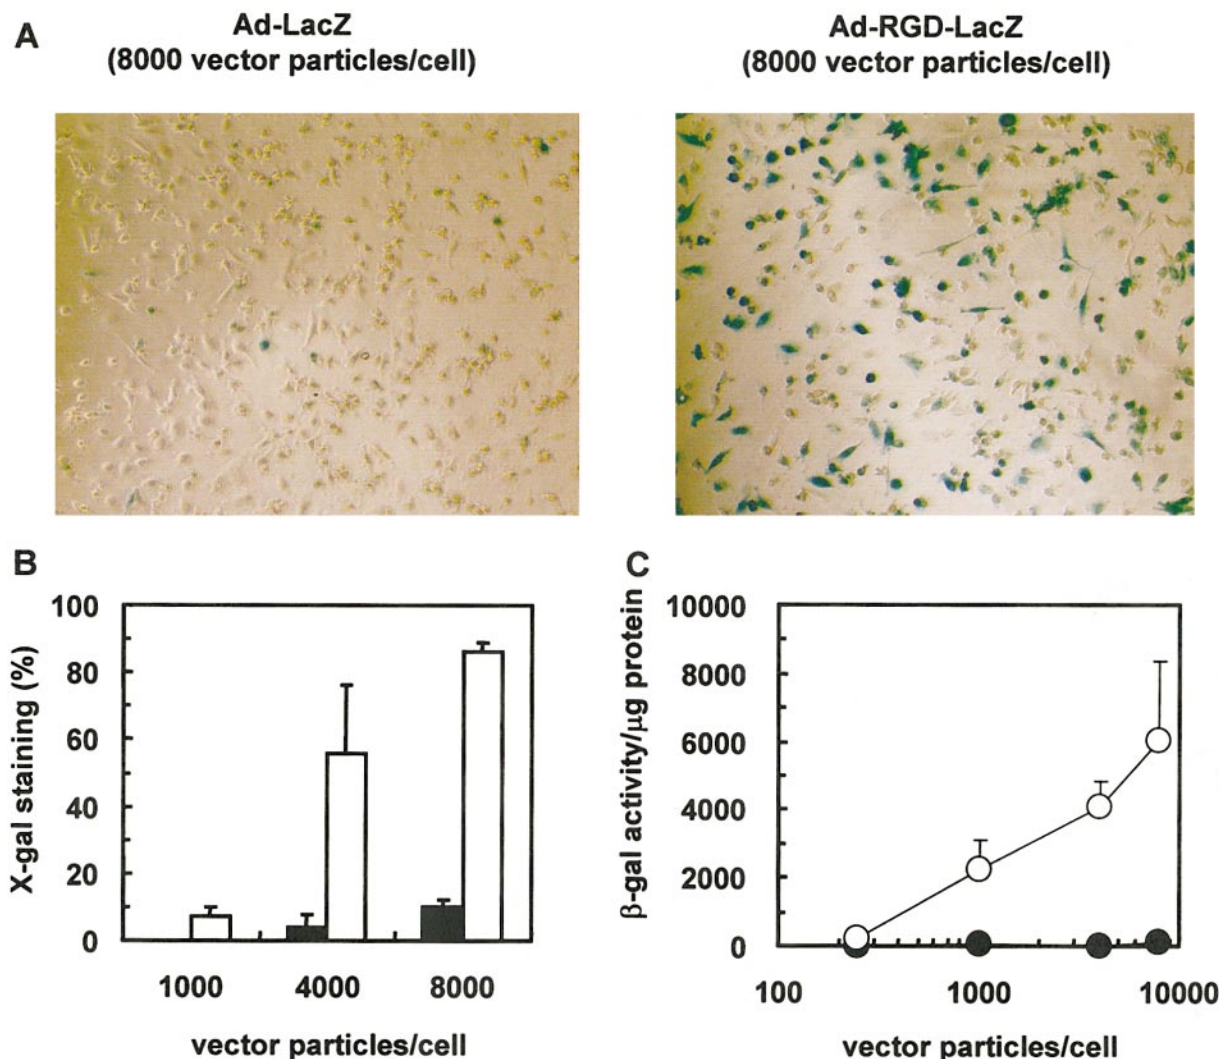 A
Ad-LacZ
(8000 vector particles/cell)
Ad-RGD-LacZ
(8000 vector particles/cell)
B
X-gal staining (%)
100
80
60
40
20
0
1000 4000 8000
vector particles/cell
C
β-gal activity/μg protein
10000
8000
6000
4000
2000
0
100 1000 10000
vector particles/cell